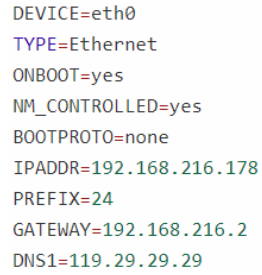 DEVICE=eth0
TYPE=Ethernet
ONBOOT=yes
NM_CONTROLLED=yes
BOOTPROTO=none
IPADDR=192.168.216.178
PREFIX=24
GATEWAY=192.168.216.2
DNS1=119.29.29.29